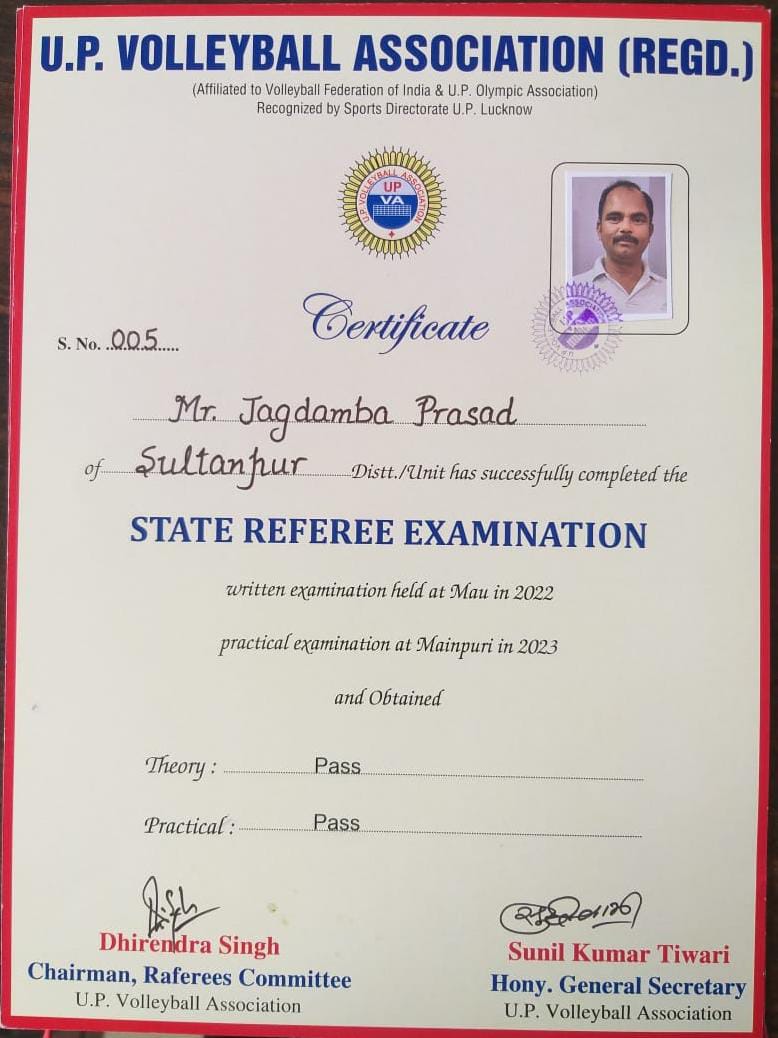 U.P. VOLLEYBALL ASSOCIATION (REGD.)
(Affiliated to Volleyball Federation of India & U.P. Olympic Association)
Recognized by Sports Directorate U.P. Lucknow
U.P. VOLLEYBALL ASSOCIATION
UP
VA
Certificate
S. No. 005
Mr. Jagdamba Prasad
of Sultanpur Distt./Unit has successfully completed the
STATE REFEREE EXAMINATION
written examination held at Mau in 2022
practical examination at Mainpuri in 2023
and Obtained
Theory : Pass
Practical : Pass
Dhirendra Singh
Chairman, Raferees Committee
U.P. Volleyball Association
Sunil Kumar Tiwari
Hony. General Secretary
U.P. Volleyball Association